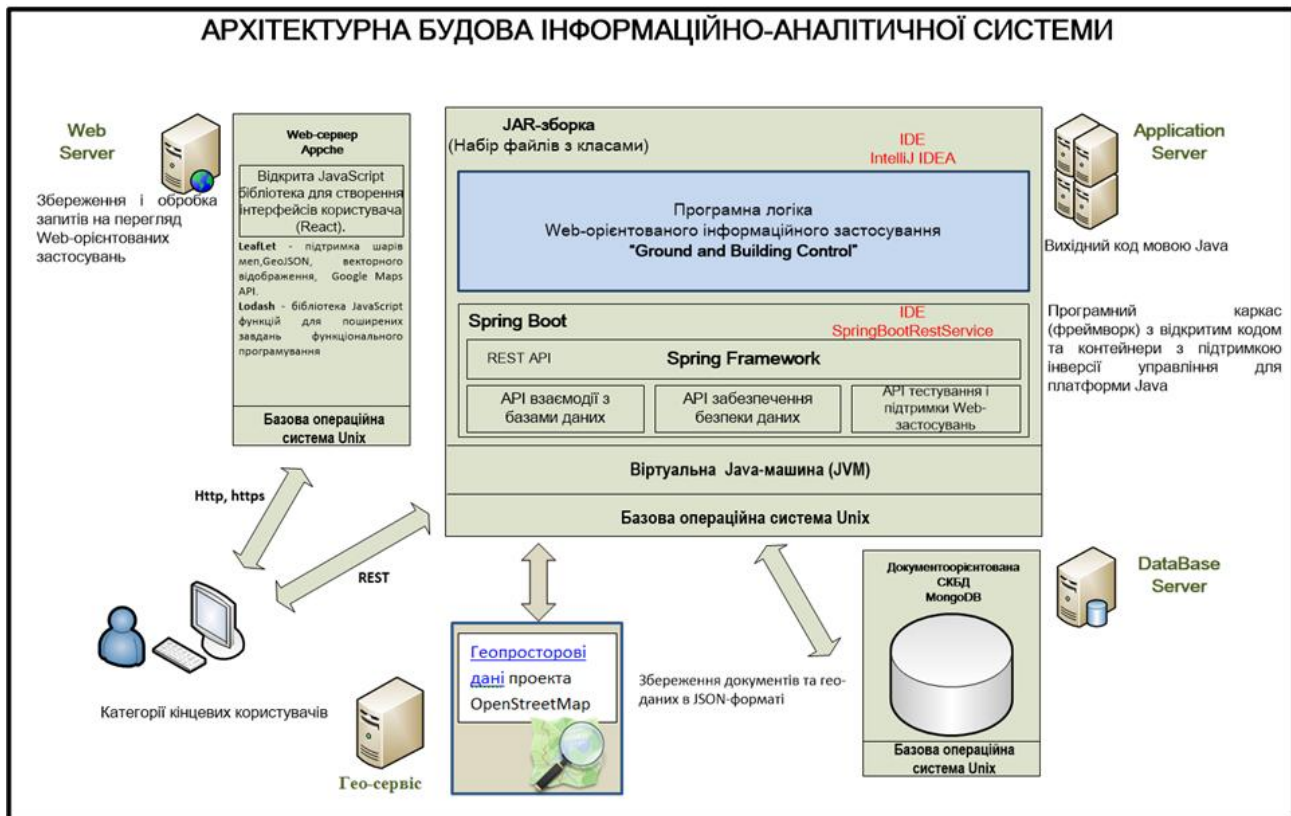 АРХІТЕКТУРНА БУДОВА ІНФОРМАЦІЙНО-АНАЛІТИЧНОЇ СИСТЕМИ
Web
Server
Збереження і обробка
запитів на перегляд
Web-орієнтованих
застосувань
Web-сервер
Appche
Відкрита JavaScript
бібліотека для створення
інтерфейсів користувача
(React).
LeafLet - підтримка шарів
меп,GeoJSON, векторного
відображення, Google Maps
API.
Lodash - бібліотека JavaScript
функцій для поширених
завдань функціонального
програмування
Базова операційна
система Unix
JAR-зборка
(Набір файлів з класами)
IDE
IntelliJ IDEA
Програмна логіка
Web-орієнтованого інформаційного застосування
"Ground and Building Control"
Spring Boot
IDE
SpringBootRestService
REST API
Spring Framework
API взаємодії з
базами даних
API забезпечення
безпеки даних
API тестування і
підтримки Web-
застосувань
Віртуальна Java-машина (JVM)
Базова операційна система Unix
Application
Server
Вихідний код мовою Java
Програмний каркас
(фреймворк) з відкритим кодом
та контейнери з підтримкою
інверсії управління для
платформи Java
Http, https
REST
Категорії кінцевих користувачів
Гео-сервіс
Геопросторові
дані проекта
OpenStreetMap
Збереження документів та гео-
даних в JSON-форматі
Документоорієнтована
СКБД
MongoDB
Базова операційна
система Unix
DataBase
Server